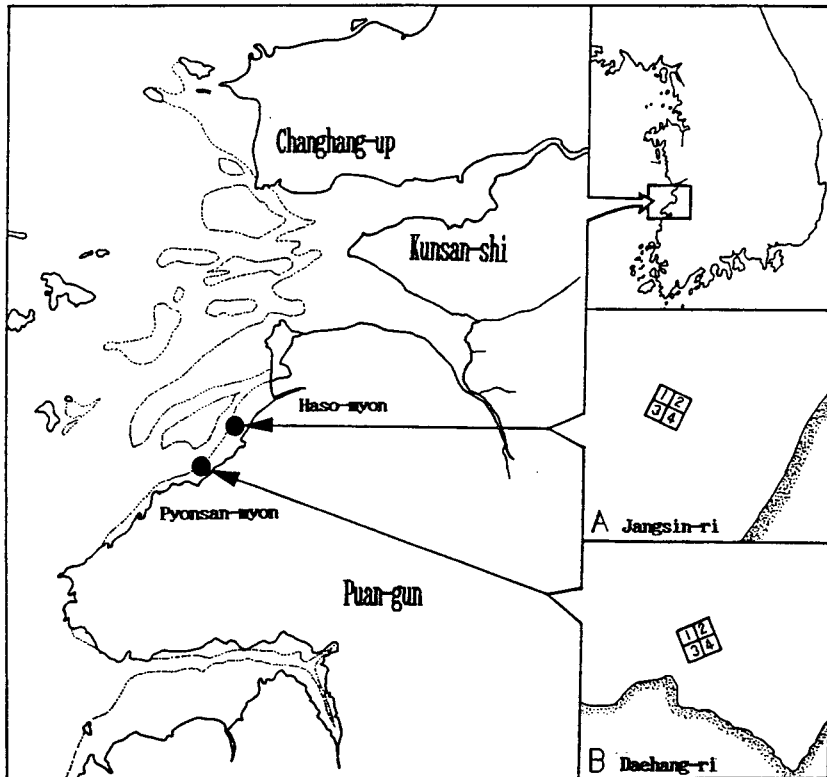 Changhang-up
Kunsan-shi
Haso-myon
Pyonsan-myon
Puan-gun
1 2
3 4
A Jangsin-ri
1 2
3 4
B Daehang-ri